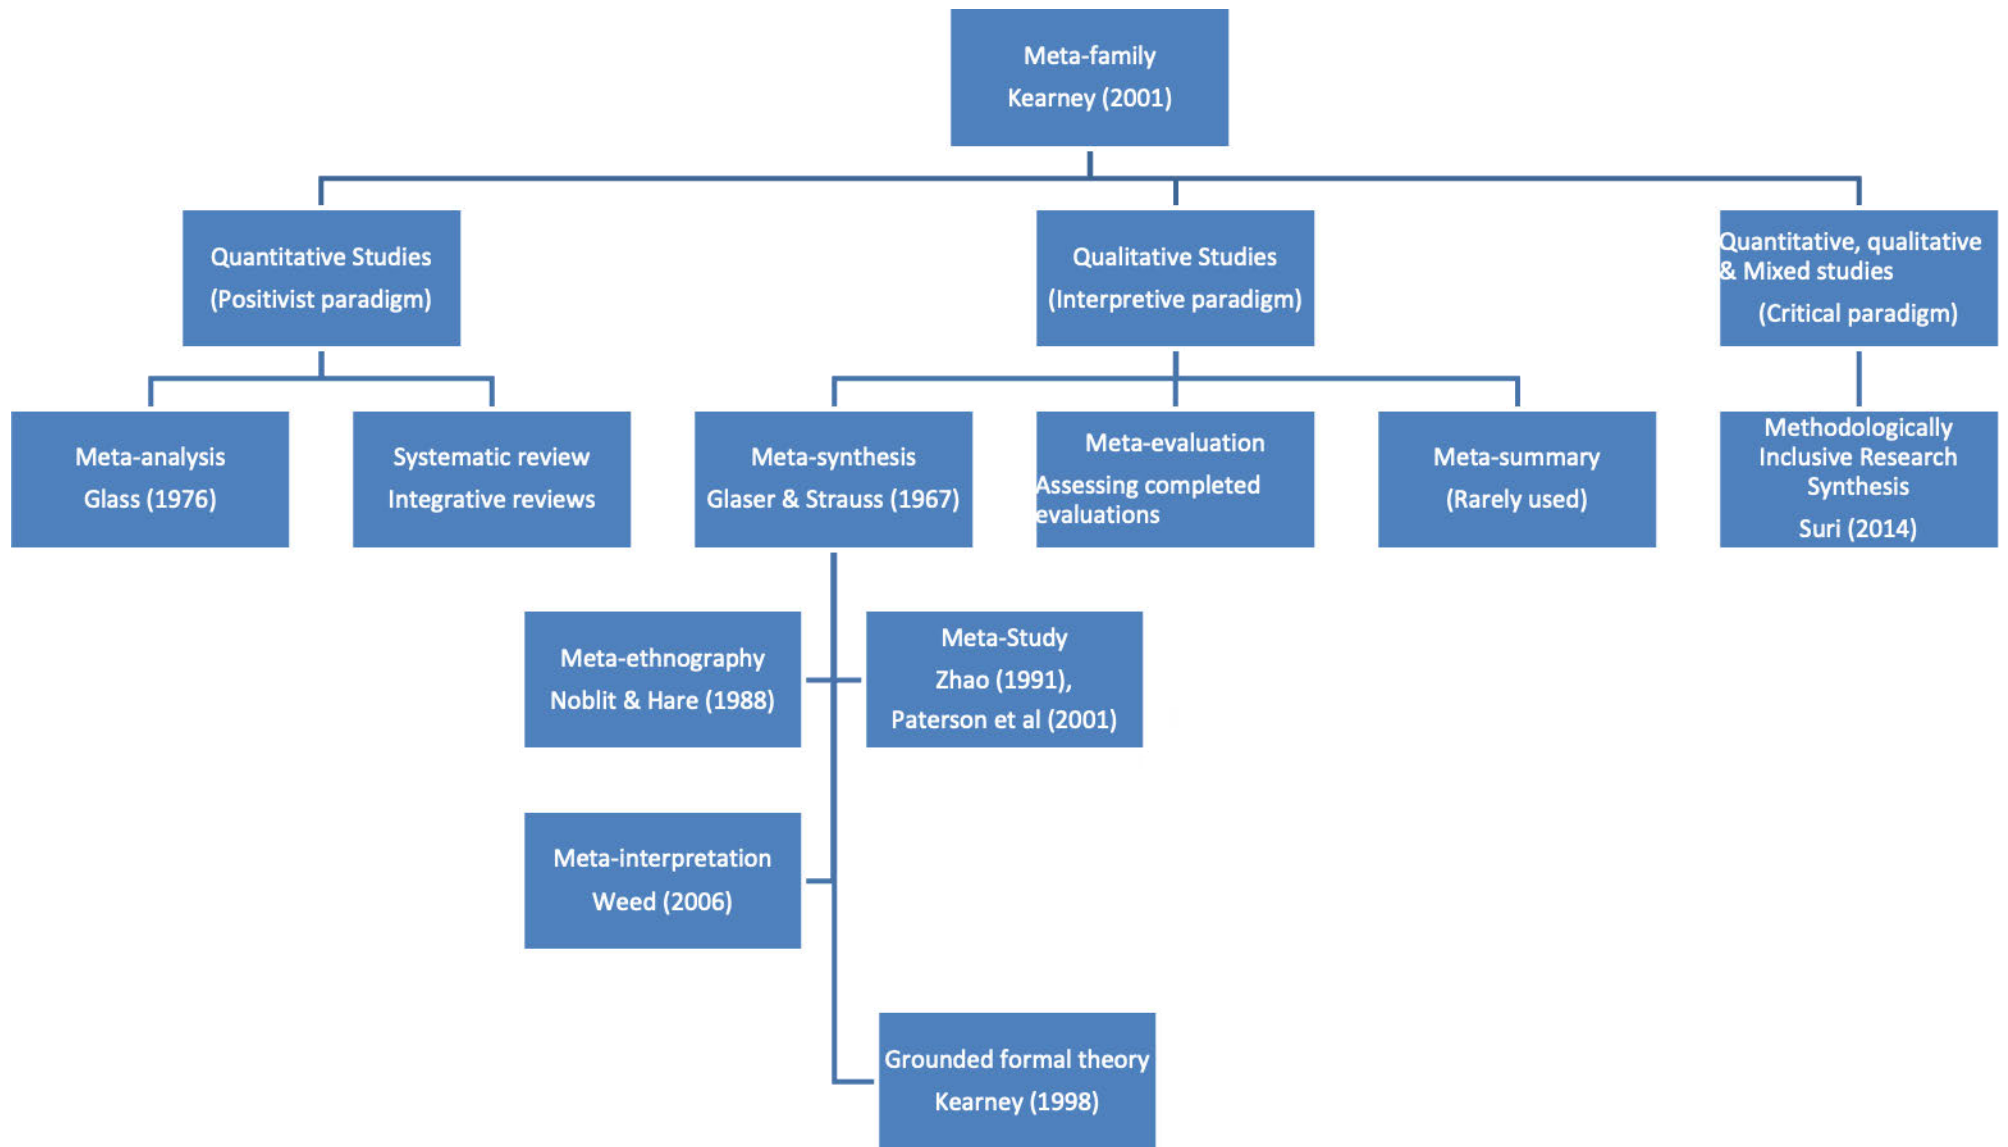 Meta-family
Kearney (2001)
Quantitative Studies
(Positivist paradigm)
Qualitative Studies
(Interpretive paradigm)
Quantitative, qualitative
& Mixed studies
(Critical paradigm)
Meta-analysis
Glass (1976)
Systematic review
Integrative reviews
Meta-synthesis
Glaser & Strauss (1967)
Meta-evaluation
Assessing completed
evaluations
Meta-summary
(Rarely used)
Methodologically
Inclusive Research
Synthesis
Suri (2014)
Meta-ethnography
Noblit & Hare (1988)
Meta-Study
Zhao (1991),
Paterson et al (2001)
Meta-interpretation
Weed (2006)
Grounded formal theory
Kearney (1998)